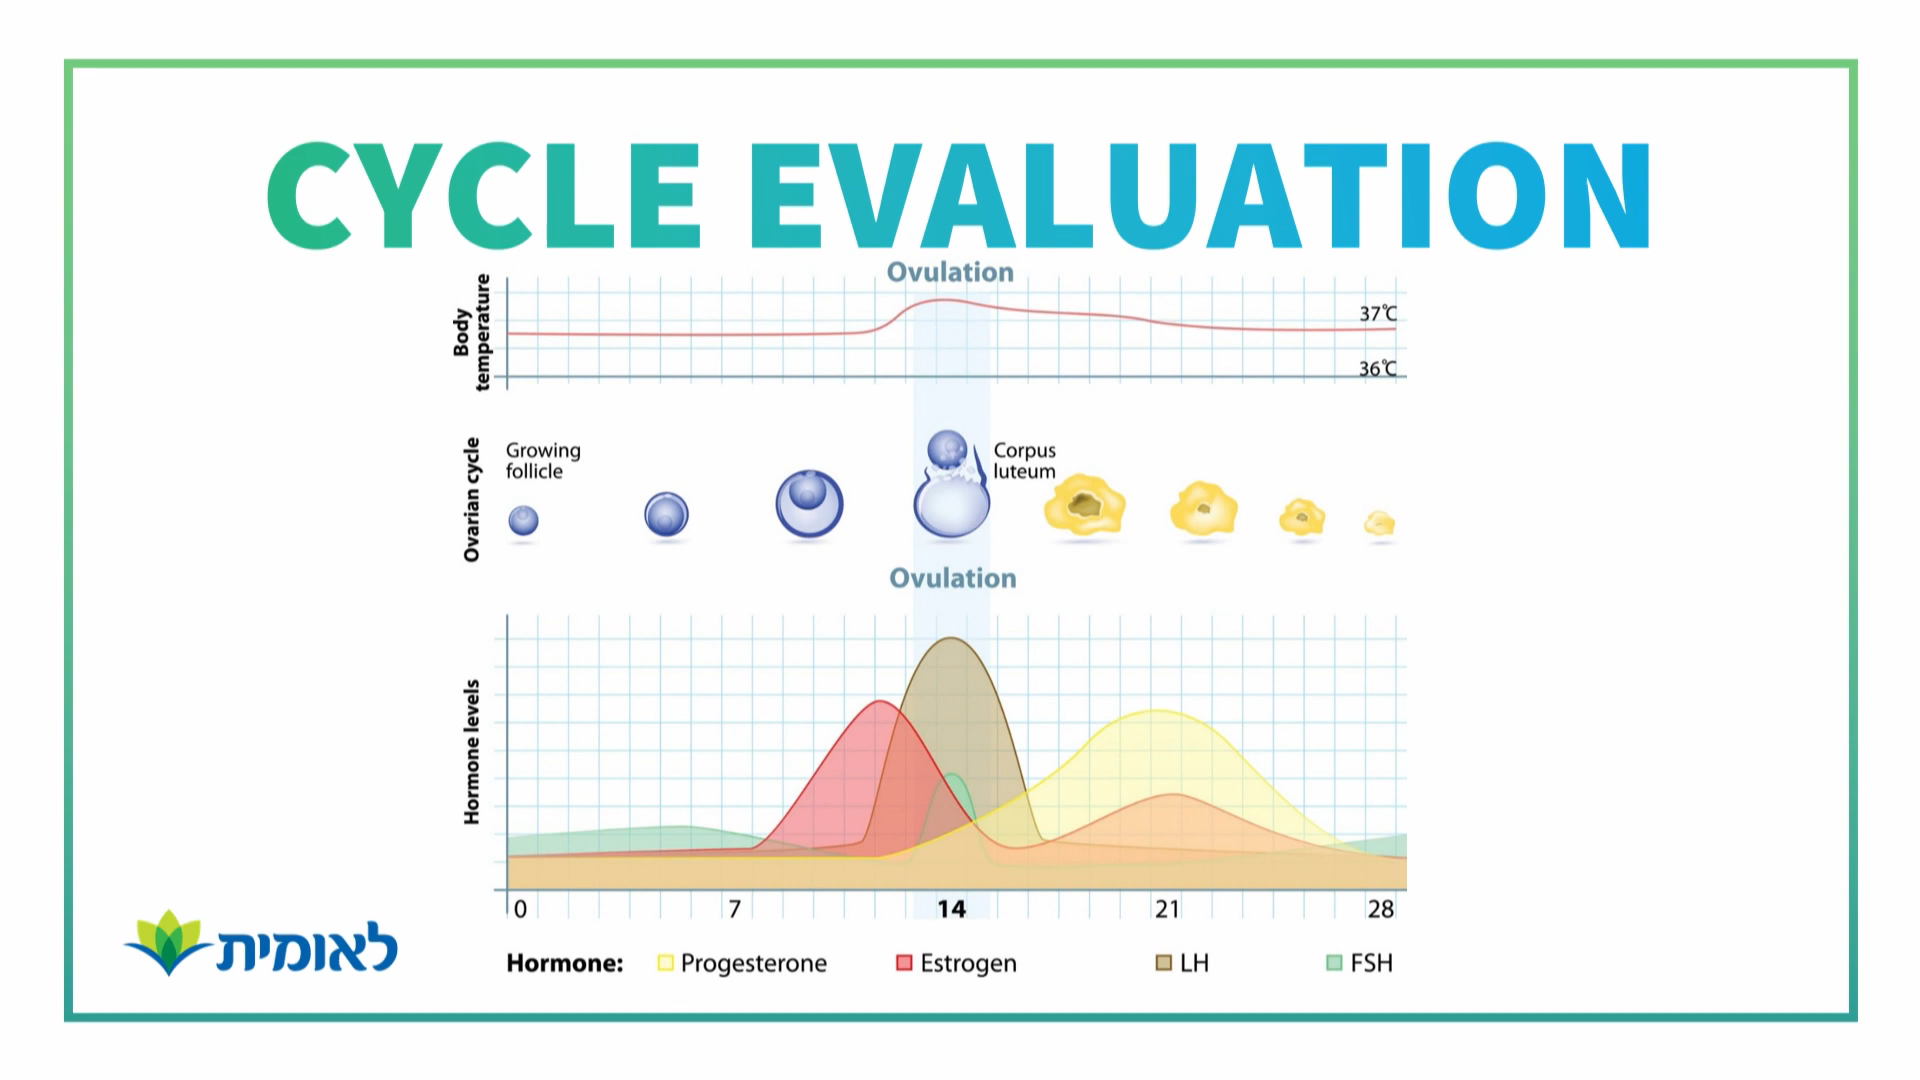 CYCLE EVALUATION
Ovulation
Body
temperature
37℃
36℃
Ovarian cycle
Growing
follicle
Corpus
luteum
Ovulation
Hormone levels
0 7 14 21 28
Hormone: Progesterone Estrogen LH FSH
לאומית